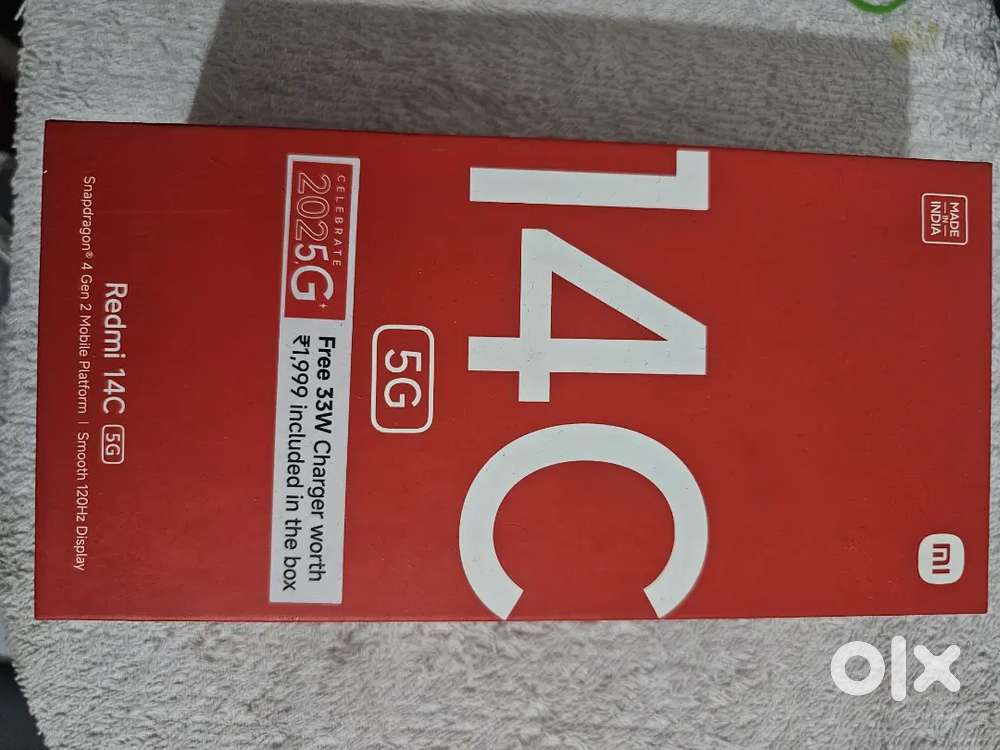 MADE
IN
INDIA
mi
14C
5G
CELEBRATE
2025G+
Free 33W Charger worth
₹1,999 included in the box
Redmi 14C 5G
Snapdragon® 4 Gen 2 Mobile Platform | Smooth 120Hz Display
olx